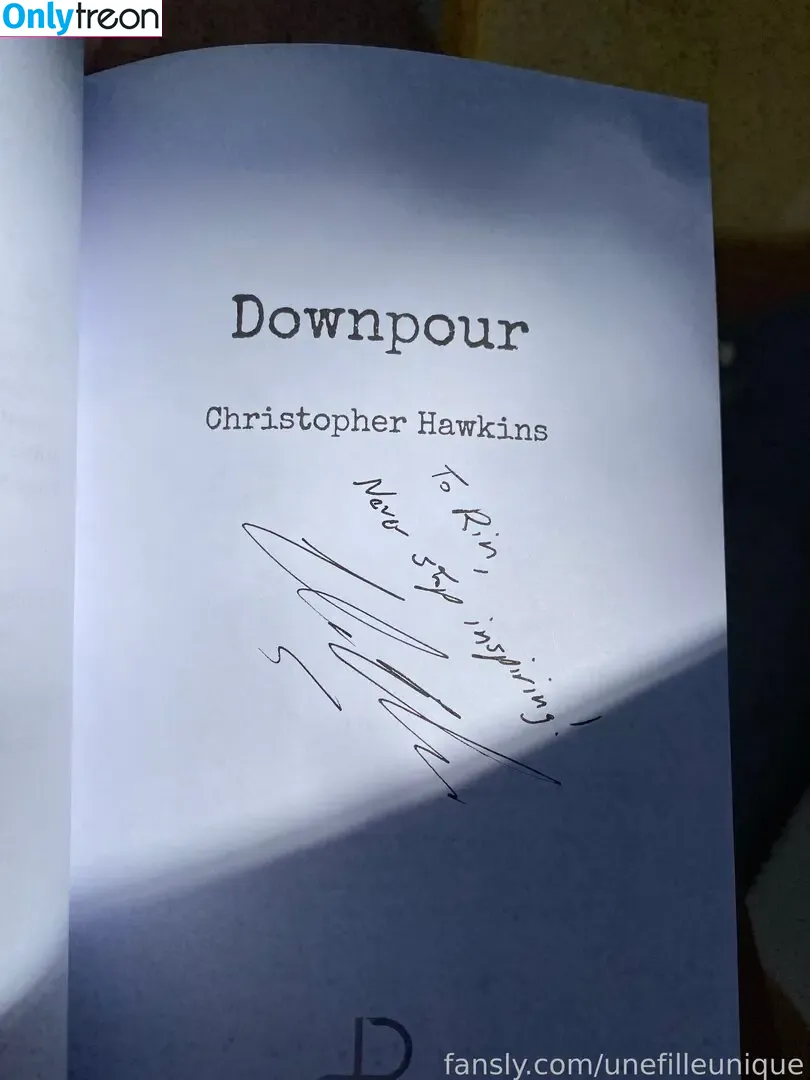 Onlytreon
Downpour
Christopher Hawkins
To Rin,
Never stop inspiring!
fansly.com/unefilleunique